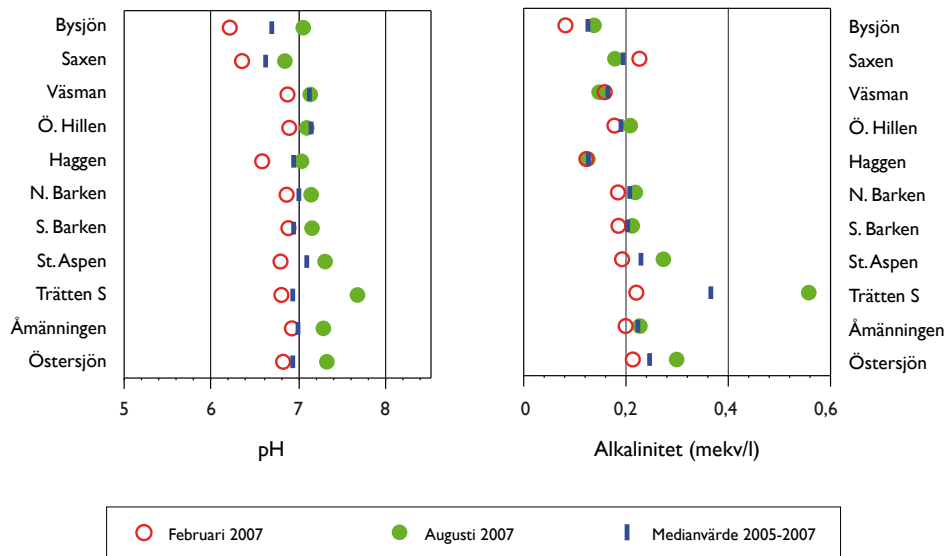 Bysjön
Saxen
Väsman
Ö. Hillen
Haggen
N. Barken
S. Barken
St. Aspen
Trätten S
Åmänningen
Östersjön
5 6 7 8
pH
Bysjön
Saxen
Väsman
Ö. Hillen
Haggen
N. Barken
S. Barken
St. Aspen
Trätten S
Åmänningen
Östersjön
0 0,2 0,4 0,6
Alkalinitet (mekv/l)
Februari 2007 Augusti 2007 Medianvärde 2005-2007